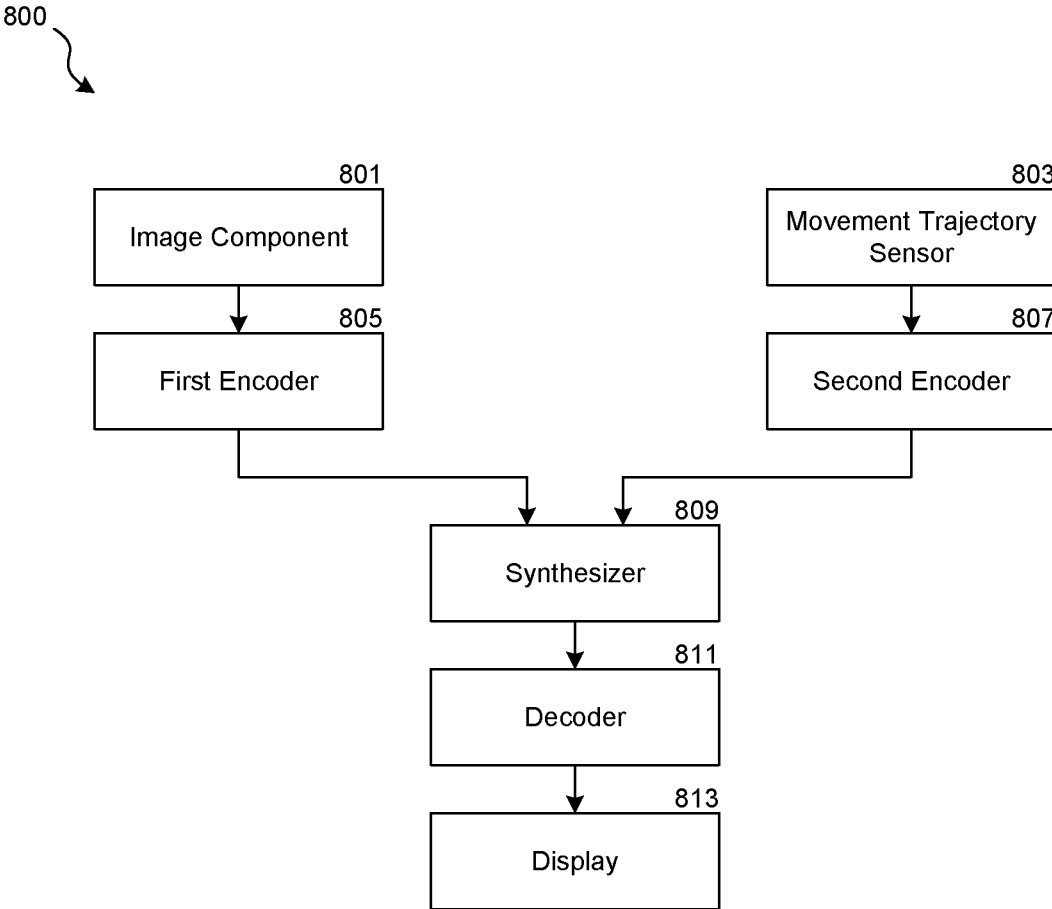 800
801
Image Component
803
Movement Trajectory
Sensor
805
First Encoder
807
Second Encoder
809
Synthesizer
811
Decoder
813
Display